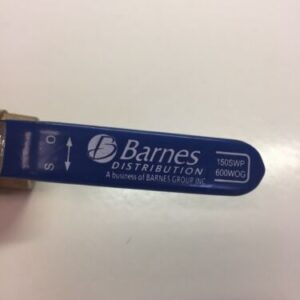 S O
B Barnes
DISTRIBUTION
A business of BARNES GROUP INC
150SWP
600WOG